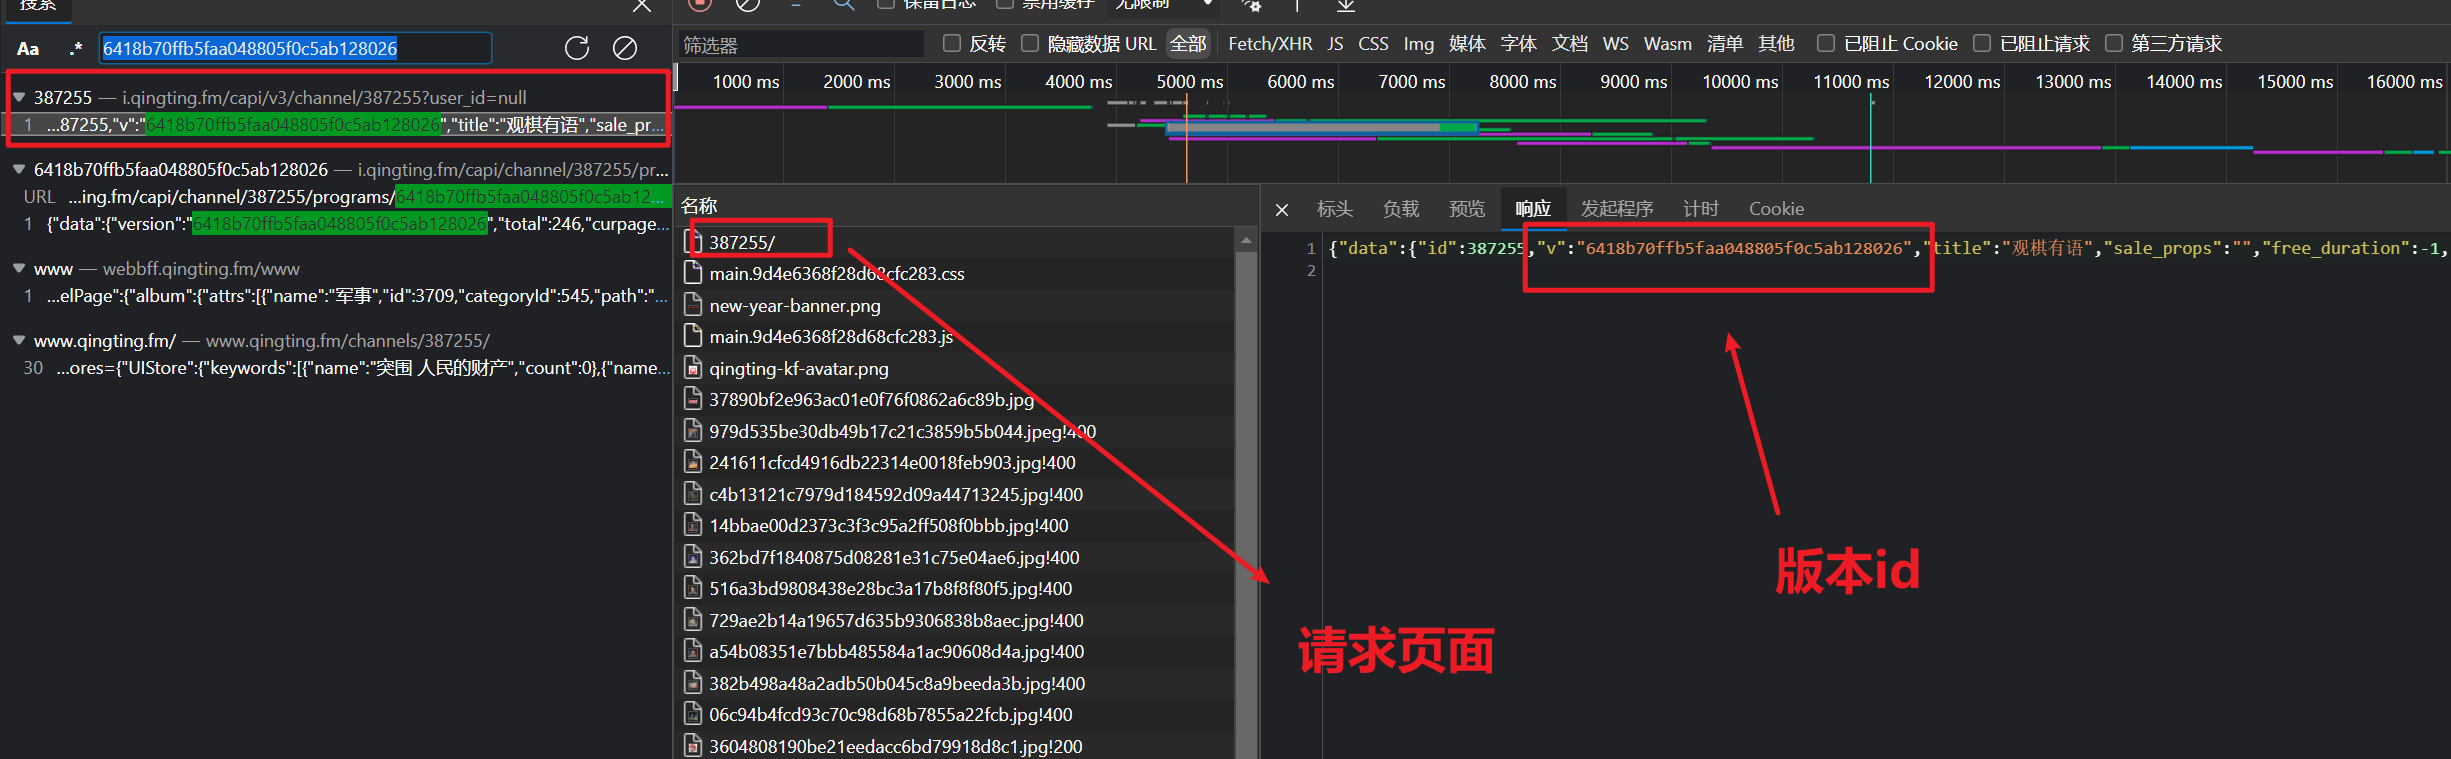 搜索
保留日志
禁用缓存
无限制
Aa
.*
6418b70ffb5faa048805f0c5ab128026
筛选器
反转
隐藏数据 URL
全部
Fetch/XHR
JS
CSS
Img
媒体
字体
文档
WS
Wasm
清单
其他
已阻止 Cookie
已阻止请求
第三方请求
387255 — i.qingting.fm/capi/v3/channel/387255?user_id=null
1 ...87255,"v":"6418b70ffb5faa048805f0c5ab128026","title":"观棋有语","sale_pr...
6418b70ffb5faa048805f0c5ab128026 — i.qingting.fm/capi/channel/387255/pr...
URL ...ing.fm/capi/channel/387255/programs/6418b70ffb5faa048805f0c5ab12...
1 {"data":{"version":"6418b70ffb5faa048805f0c5ab128026","total":246,"curpage...
www — webbff.qingting.fm/www
1 ...elPage":{"album":{"attrs":[{"name":"军事","id":3709,"categoryId":545,"path":"...
www.qingting.fm/ — www.qingting.fm/channels/387255/
30 ...ores={"UIStore":{"keywords":[{"name":"突围 人民的财产","count":0},{"name...
1000 ms
2000 ms
3000 ms
4000 ms
5000 ms
6000 ms
7000 ms
8000 ms
9000 ms
10000 ms
11000 ms
12000 ms
13000 ms
14000 ms
15000 ms
16000 ms
名称
387255/
main.9d4e6368f28d68cfc283.css
new-year-banner.png
main.9d4e6368f28d68cfc283.js
qingting-kf-avatar.png
37890bf2e963ac01e0f76f0862a6c89b.jpg
979d535be30db49b17c21c3859b5b044.jpeg!400
241611cfcd4916db22314e0018feb903.jpg!400
c4b13121c7979d184592d09a44713245.jpg!400
14bbae00d2373c3f3c95a2ff508f0bbb.jpg!400
362bd7f1840875d08281e31c75e04ae6.jpg!400
516a3bd9808438e28bc3a17b8f8f80f5.jpg!400
729ae2b14a19657d635b9306838b8aec.jpg!400
a54b08351e7bbb485584a1ac90608d4a.jpg!400
382b498a48a2adb50b045c8a9beeda3b.jpg!400
06c94b4fcd93c70c98d68b7855a22fcb.jpg!400
3604808190be21eedacc6bd79918d8c1.jpg!200
标头
负载
预览
响应
发起程序
计时
Cookie
1 {"data":{"id":387255,"v":"6418b70ffb5faa048805f0c5ab128026","title":"观棋有语","sale_props":"","free_duration":-1,
2
版本id
请求页面